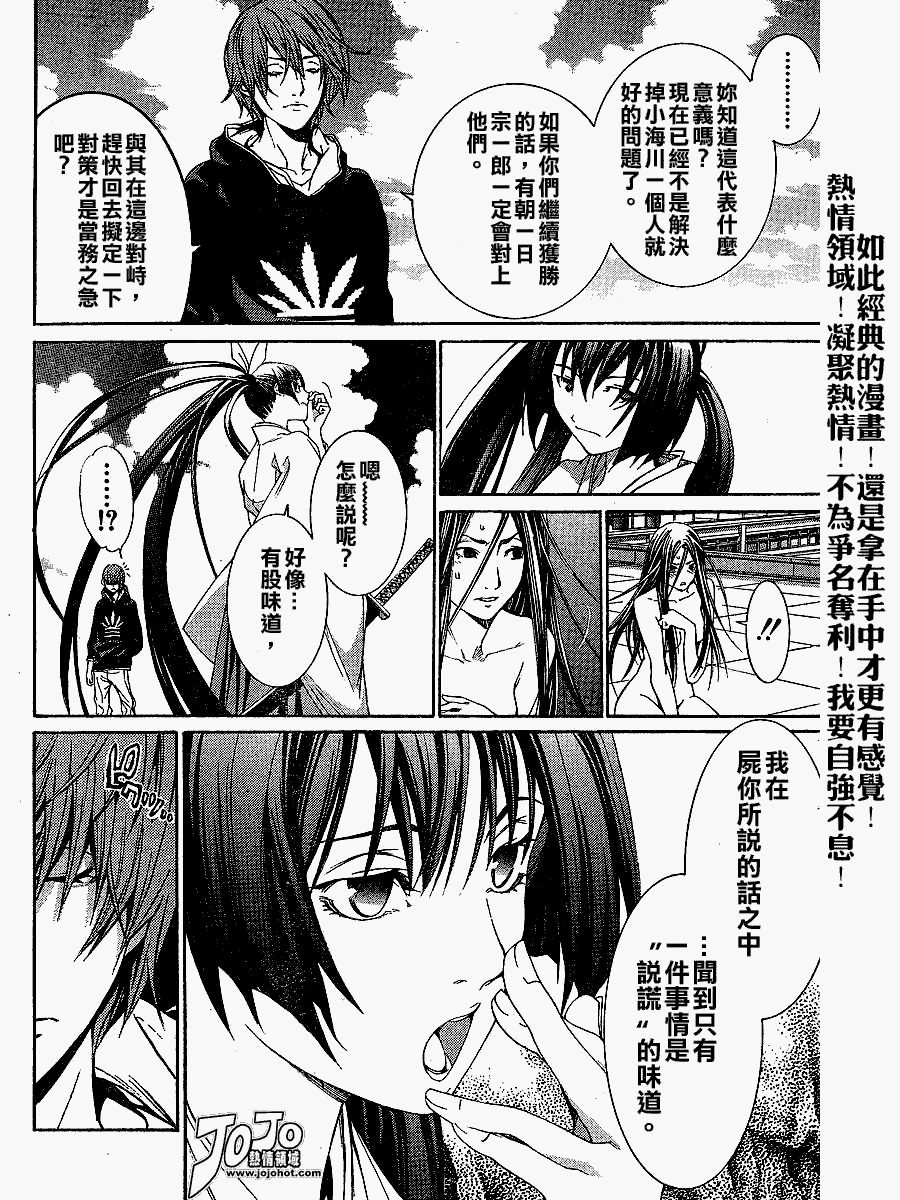 ………
妳知道這代表什麼
意義嗎？
現在已經不是解決
掉小海川一個人就
好的問題了。
如果你們繼續獲勝
的話，有朝一日
宗一郎一定會對上
他們。
與其在這邊對峙，
趕快回去擬定一下
對策才是當務之急
吧？
!!
嗯~~~~
怎麼說呢？
好像…
有股味道，
………!?
我在
屍你所說的話之中
…聞到只有
一件事情是
〝說謊〞的味道。
如此經典的漫畫！還是拿在手中才更有感覺！
熱情領域！凝聚熱情！不為爭名奪利！我要自強不息！
JOJO
熱情領域
www.jojohot.com